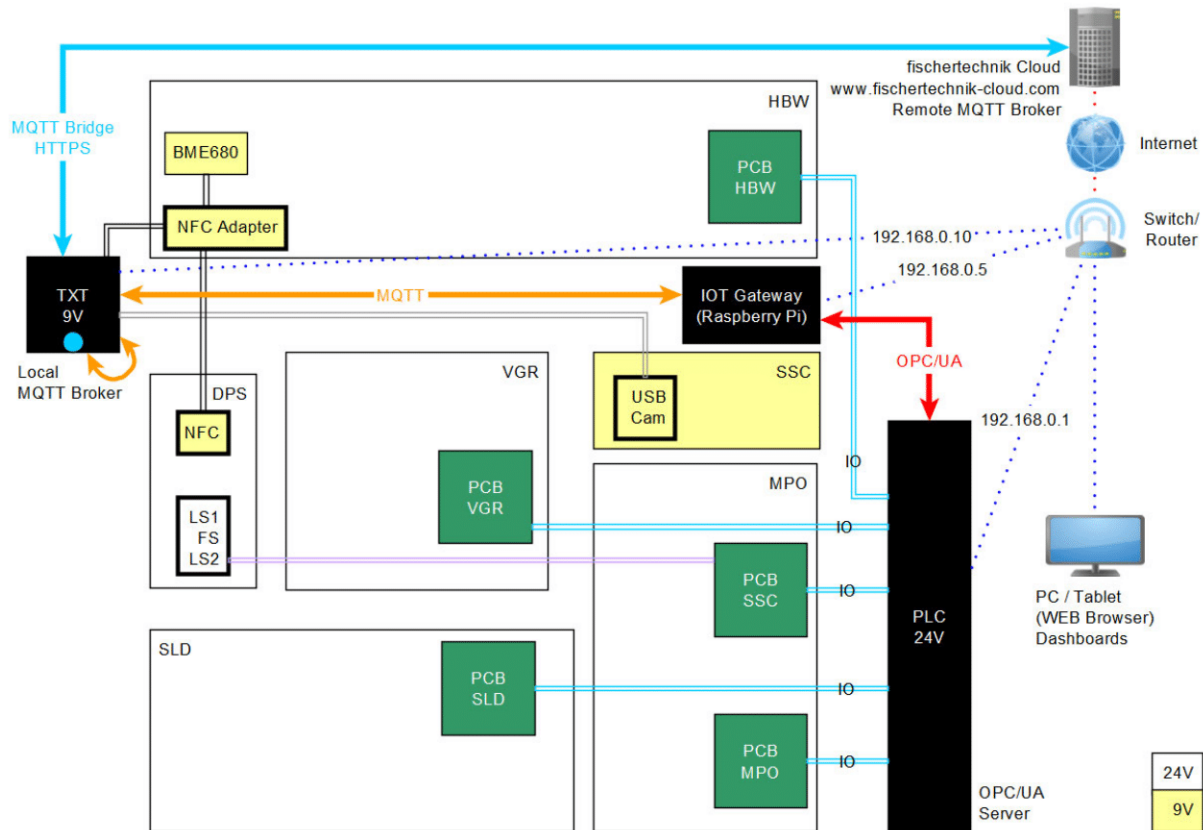 fischertechnik Cloud
www.fischertechnik-cloud.com
Remote MQTT Broker
HBW
MQTT Bridge
HTTPS
BME680
PCB
HBW
Internet
NFC Adapter
Switch/
Router
192.168.0.10
192.168.0.5
TXT
9V
MQTT
IOT Gateway
(Raspberry Pi)
Local
MQTT Broker
OPC/UA
DPS
VGR
SSC
USB
Cam
NFC
192.168.0.1
IO
MPO
PCB
VGR
LS1
FS
LS2
IO
PCB
SSC
IO
PLC
24V
PC / Tablet
(WEB Browser)
Dashboards
SLD
PCB
SLD
IO
PCB
MPO
IO
OPC/UA
Server
24V
9V